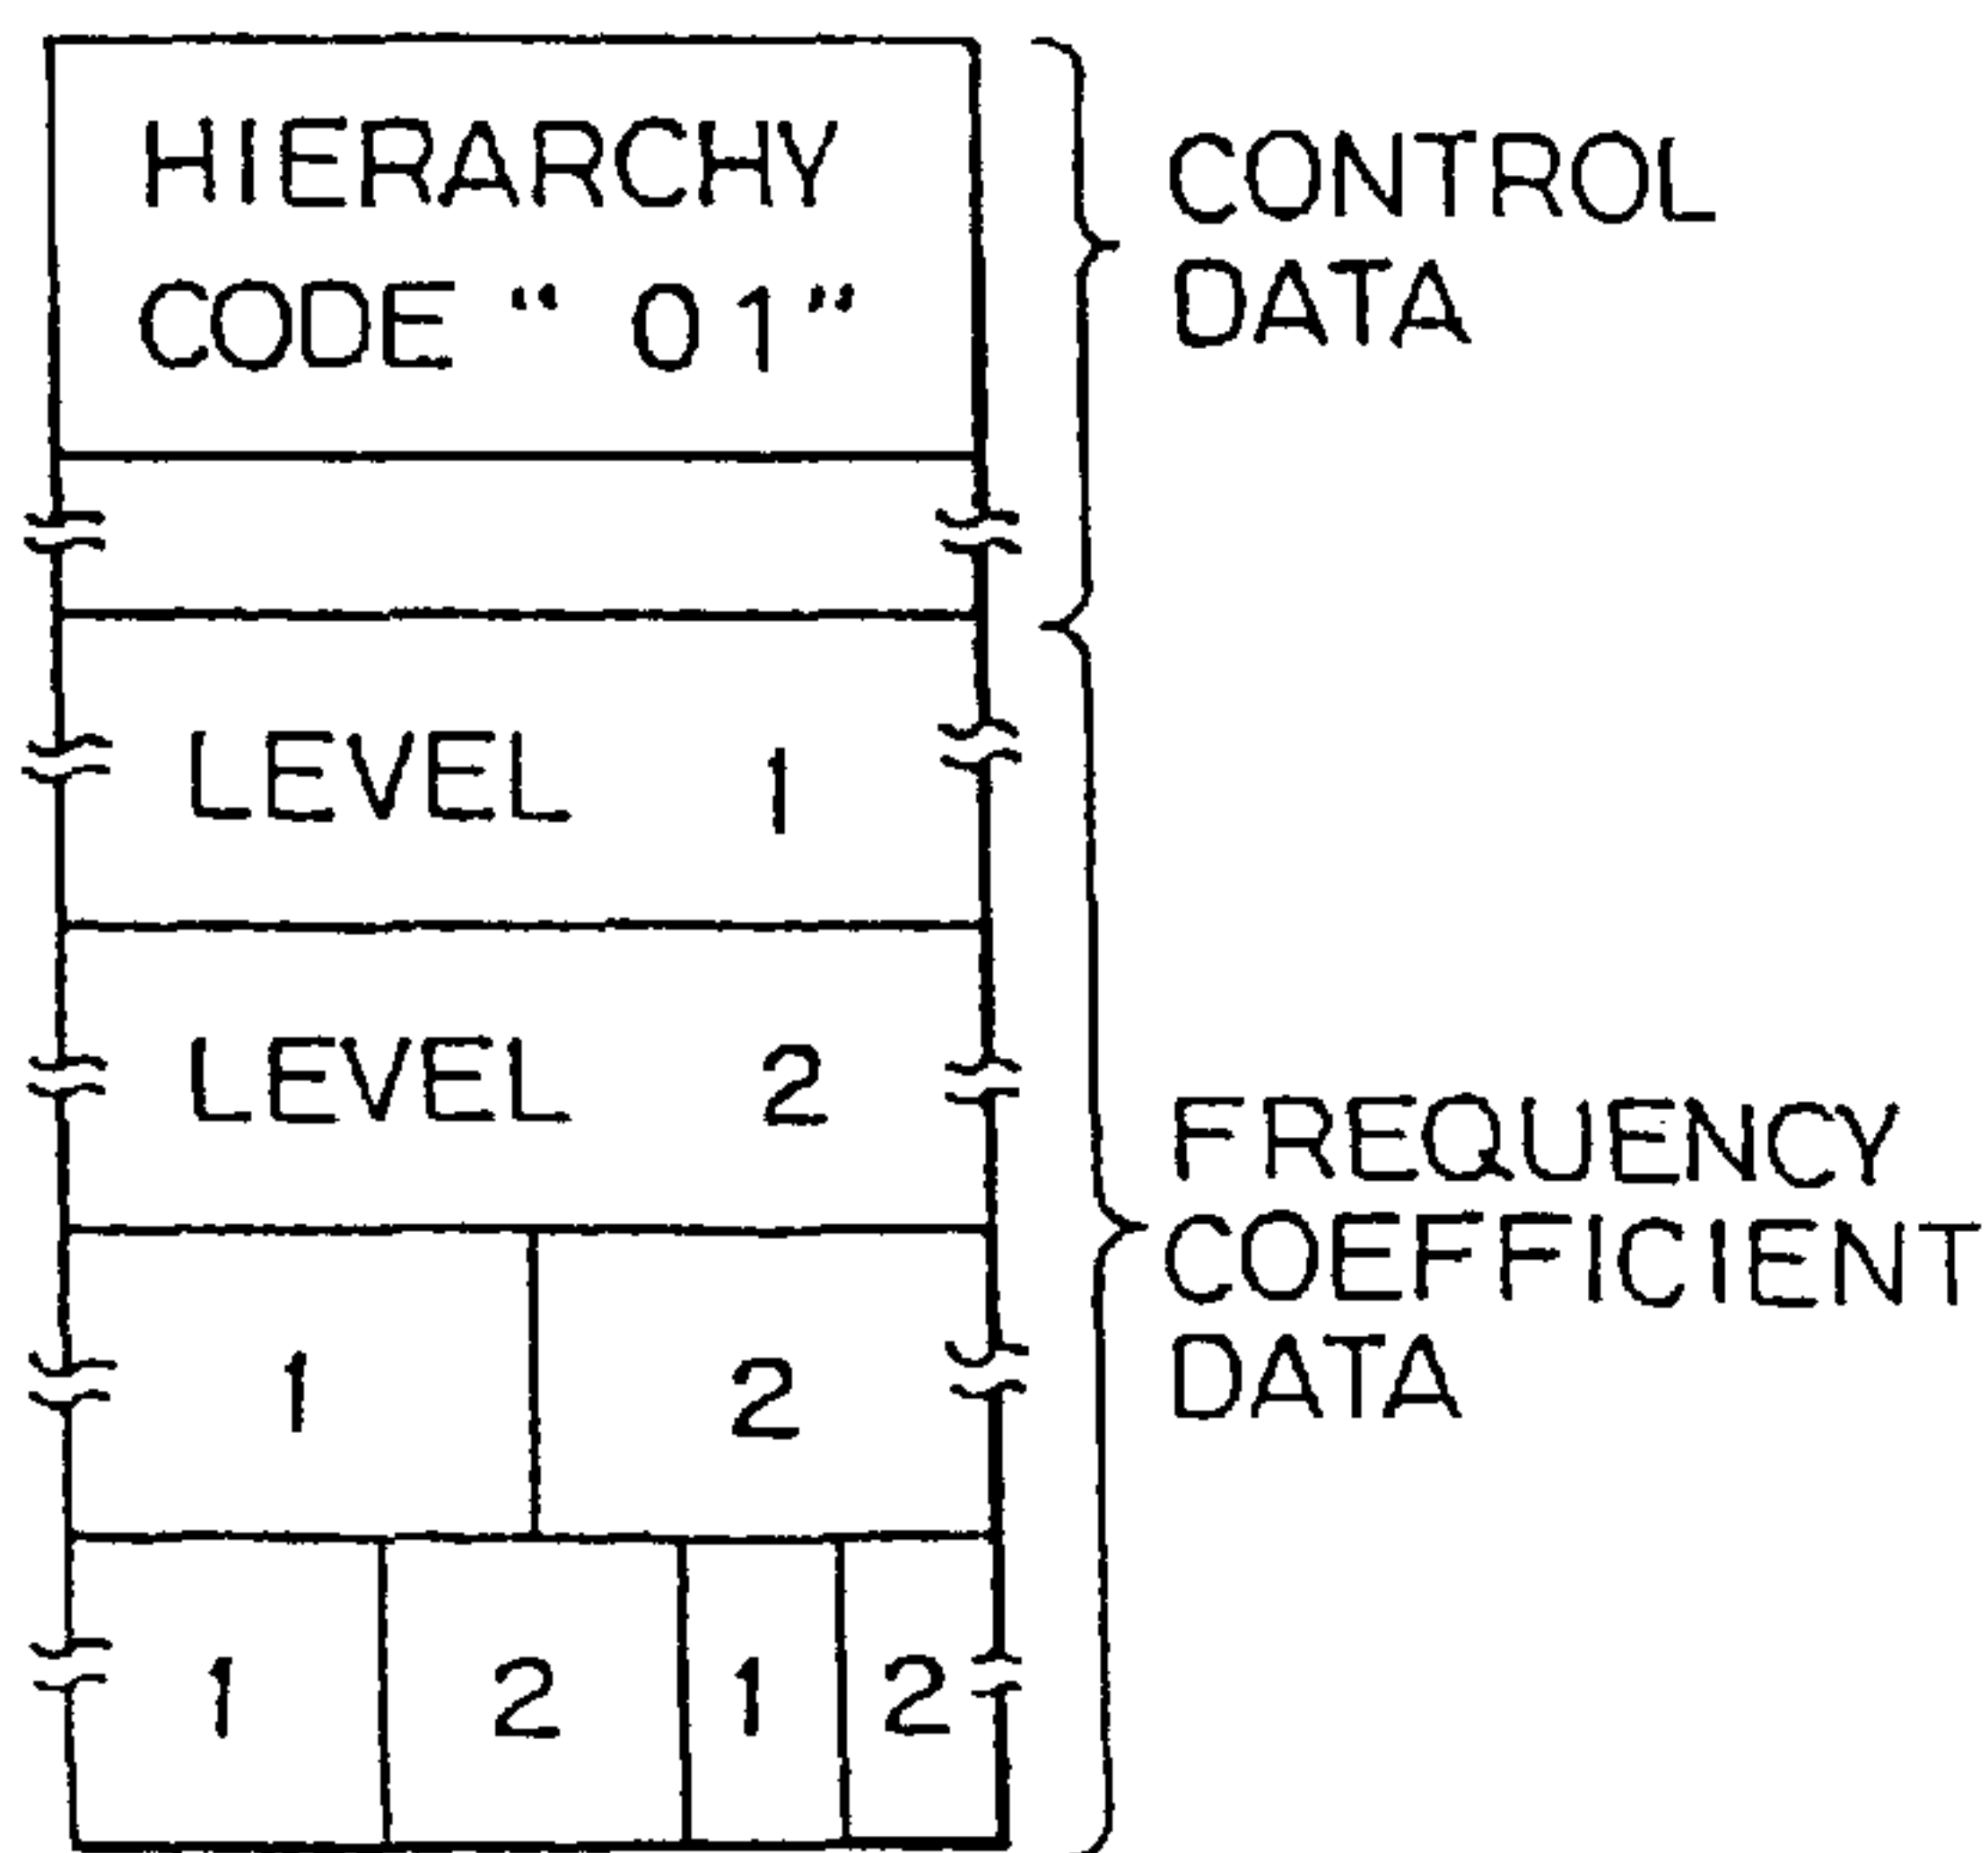 HIERARCHY
CODE “ 01”
CONTROL
DATA
LEVEL 1
LEVEL 2
1 2
1 2 1 2
FREQUENCY
COEFFICIENT
DATA